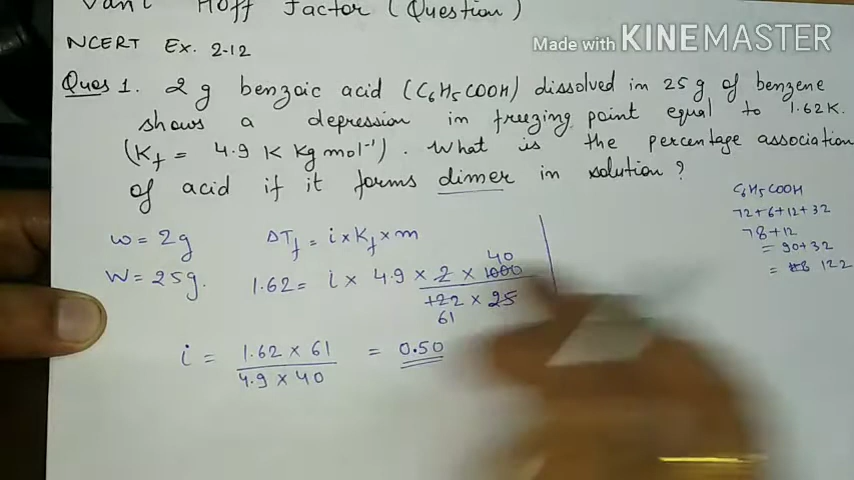 Van't Hoff Factor (Question)
Made with KINEMASTER
NCERT Ex. 2.12
Ques 1. 2 g benzoic acid (C6H5COOH) dissolved in 25 g of benzene
shows a depression in freezing point equal to 1.62K.
(Kf = 4.9 K Kg mol⁻¹). What is the percentage association
of acid if it forms dimer in solution?
C6H5COOH
72+6+12+32
78+12
= 90+32
= 122
w = 2g
W = 25g.
ΔTf = i × Kf × m
40
1.62 = i × 4.9 × 2 × 1000
122 × 25
61
i = 1.62 × 61 = 0.50
4.9 × 40